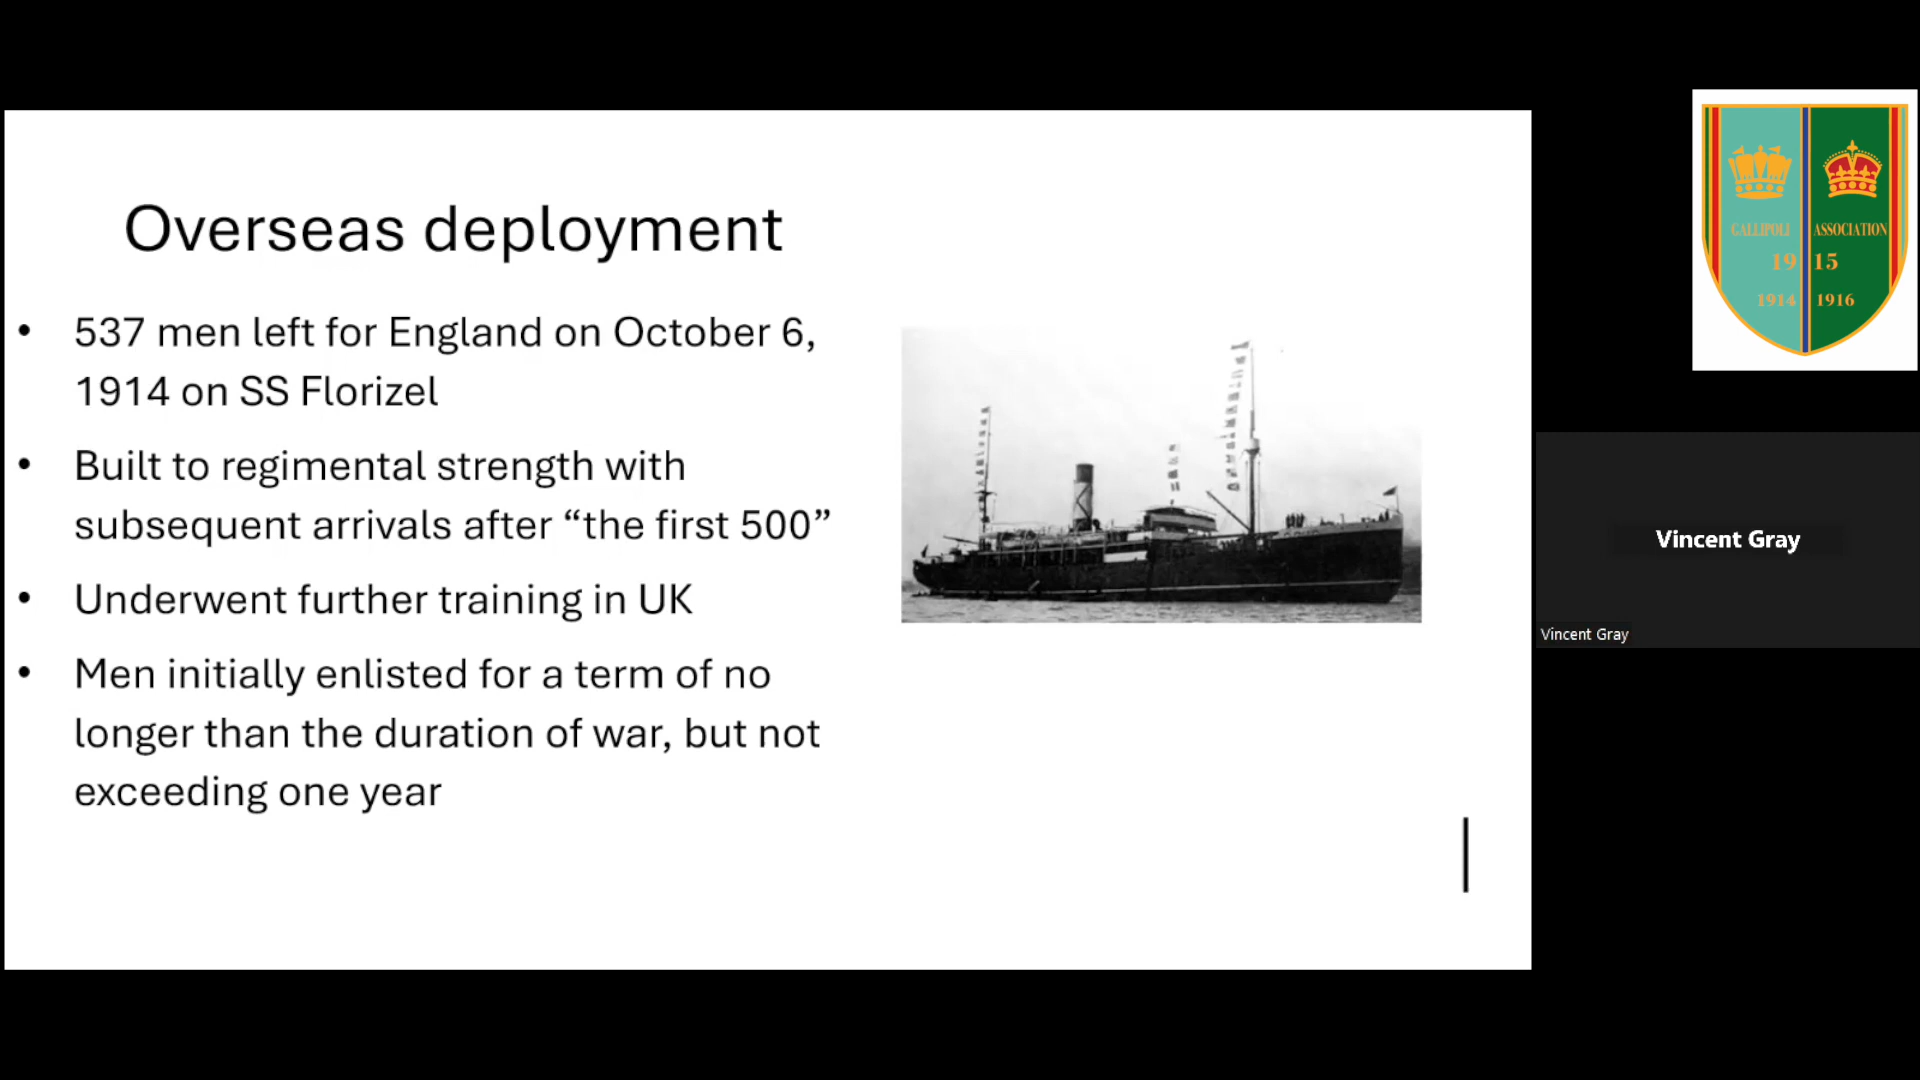 Overseas deployment
• 537 men left for England on October 6,
1914 on SS Florizel
• Built to regimental strength with
subsequent arrivals after “the first 500”
• Underwent further training in UK
• Men initially enlisted for a term of no
longer than the duration of war, but not
exceeding one year
GALLIPOLI ASSOCIATION
19 15
1914 1916
Vincent Gray
Vincent Gray